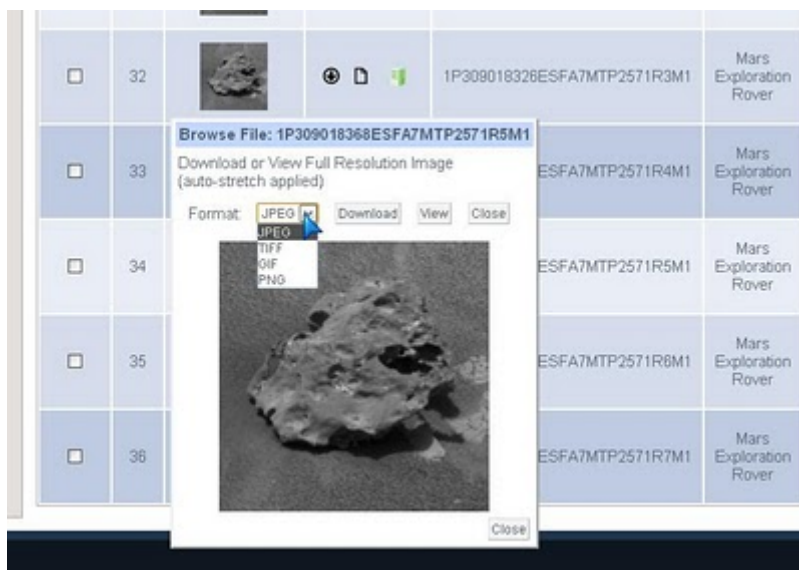 32
1P309018326ESFA7MTP2571R3M1
Mars
Exploration
Rover
Browse File: 1P309018368ESFA7MTP2571R5M1
Download or View Full Resolution Image
(auto-stretch applied)
Format:
JPEG
Download
View
Close
JPEG
TIFF
GIF
PNG
33
ESFA7MTP2571R4M1
Mars
Exploration
Rover
34
ESFA7MTP2571R5M1
Mars
Exploration
Rover
35
ESFA7MTP2571R6M1
Mars
Exploration
Rover
36
ESFA7MTP2571R7M1
Mars
Exploration
Rover
Close